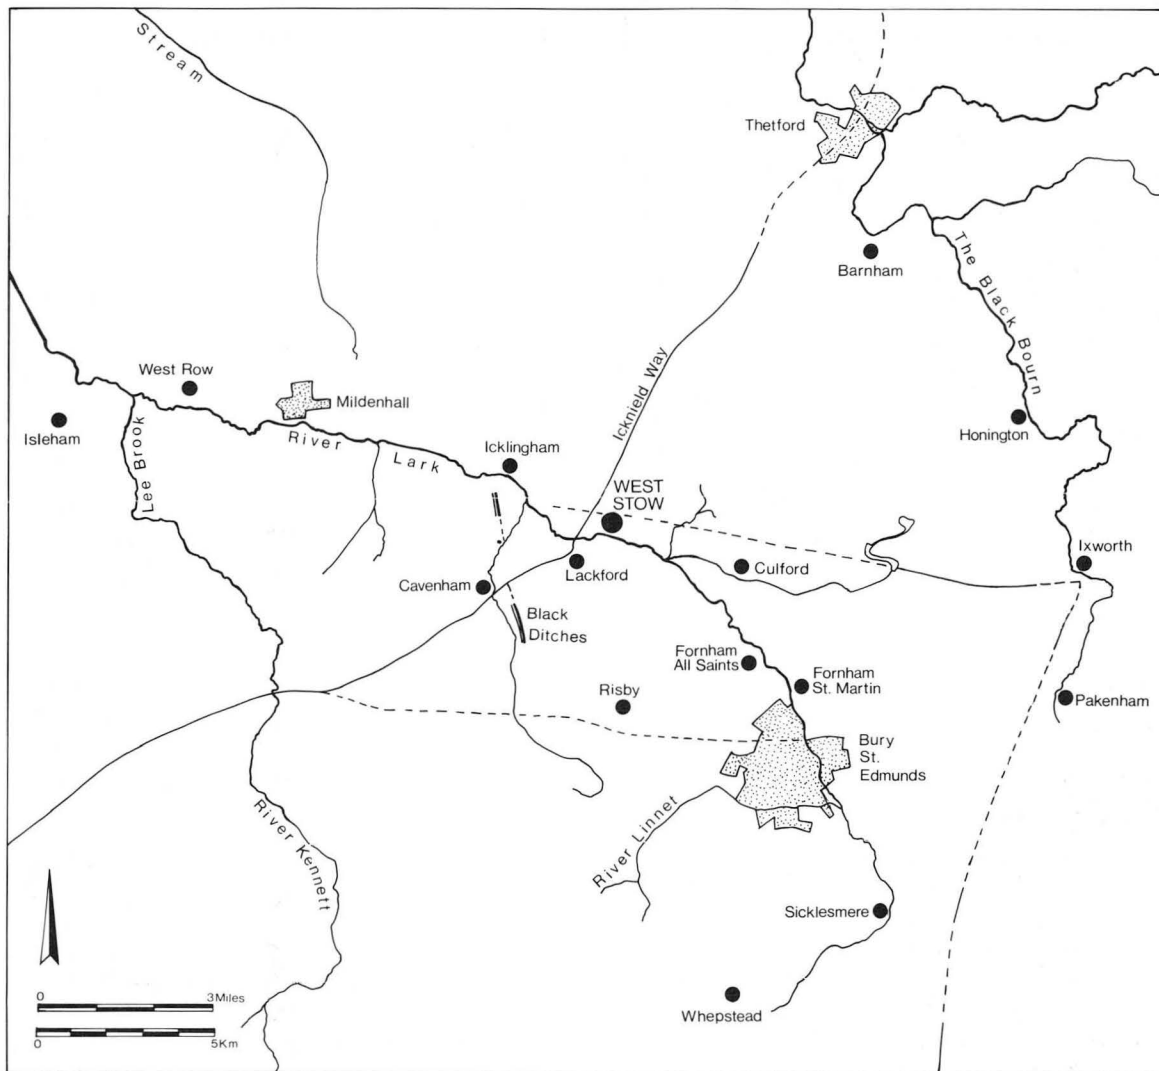 Stream
Thetford
Barnham
The Black Bourn
Icknield Way
West Row
Mildenhall
Isleham
Lee Brook
River Lark
Honington
Icklingham
WEST
STOW
Ixworth
Culford
Lackford
Cavenham
Black
Ditches
Fornham
All Saints
Fornham
St. Martin
Risby
Pakenham
Bury
St.
Edmunds
River Linnet
River Kennett
Sicklesmere
Whepstead
0 3Miles
0 5Km